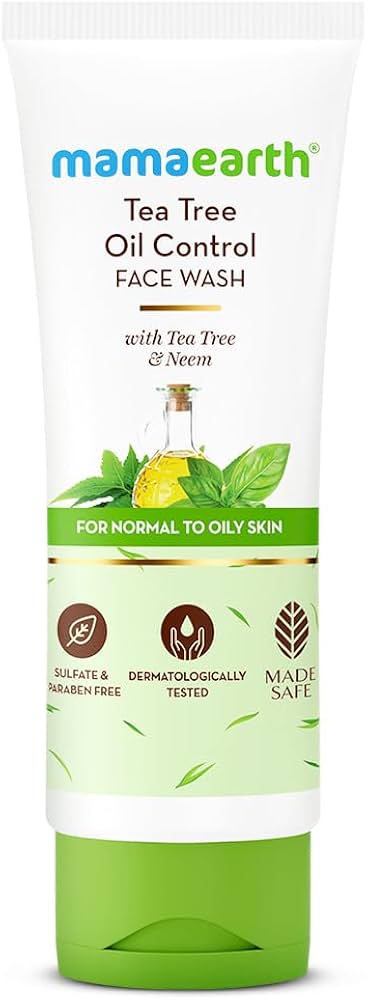 mamaearth®
Tea Tree
Oil Control
FACE WASH
with Tea Tree
& Neem
FOR NORMAL TO OILY SKIN
SULFATE &
PARABEN FREE
DERMATOLOGICALLY
TESTED
MADE
SAFE